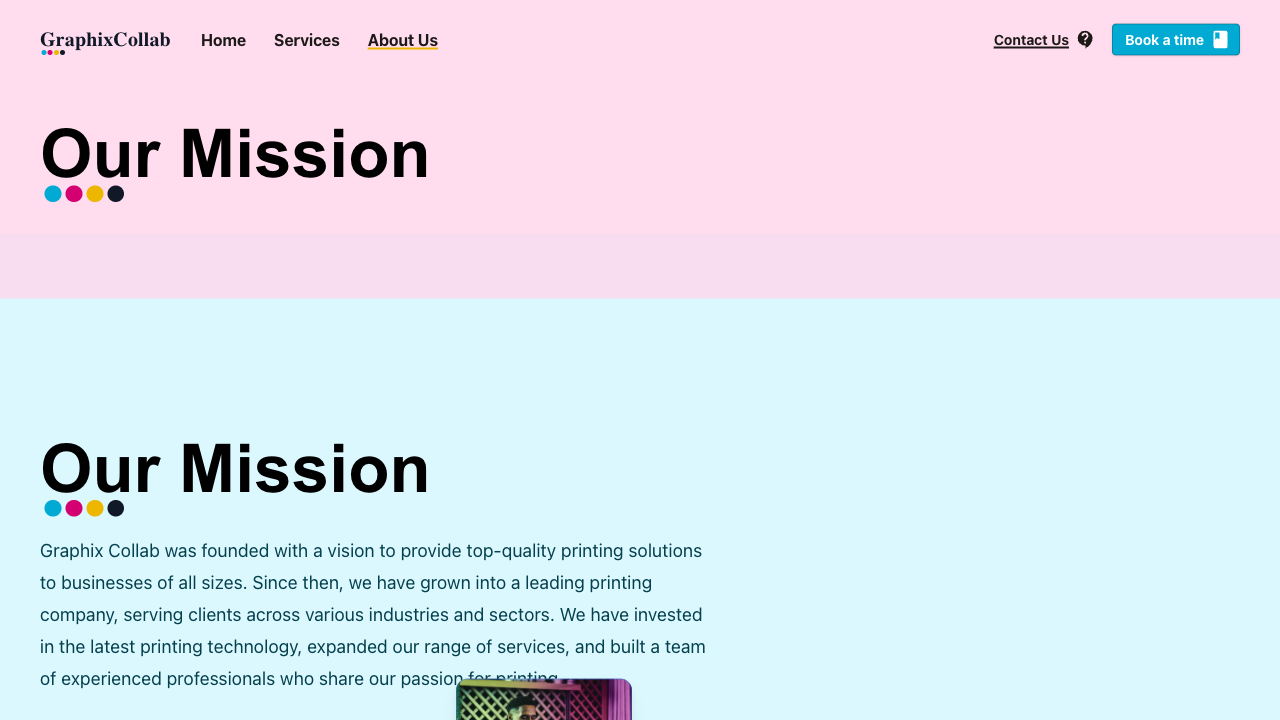 GraphixCollab
Home
Services
About Us
Contact Us
Book a time
Our Mission
Our Mission
Graphix Collab was founded with a vision to provide top-quality printing solutions
to businesses of all sizes. Since then, we have grown into a leading printing
company, serving clients across various industries and sectors. We have invested
in the latest printing technology, expanded our range of services, and built a team
of experienced professionals who share our passion for printing.